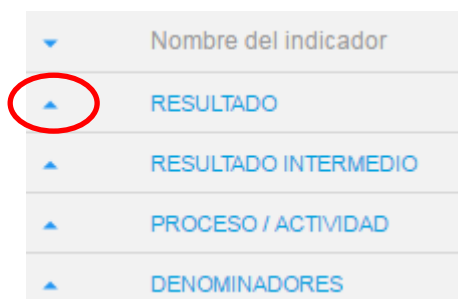 Nombre del indicador
RESULTADO
RESULTADO INTERMEDIO
PROCESO / ACTIVIDAD
DENOMINADORES